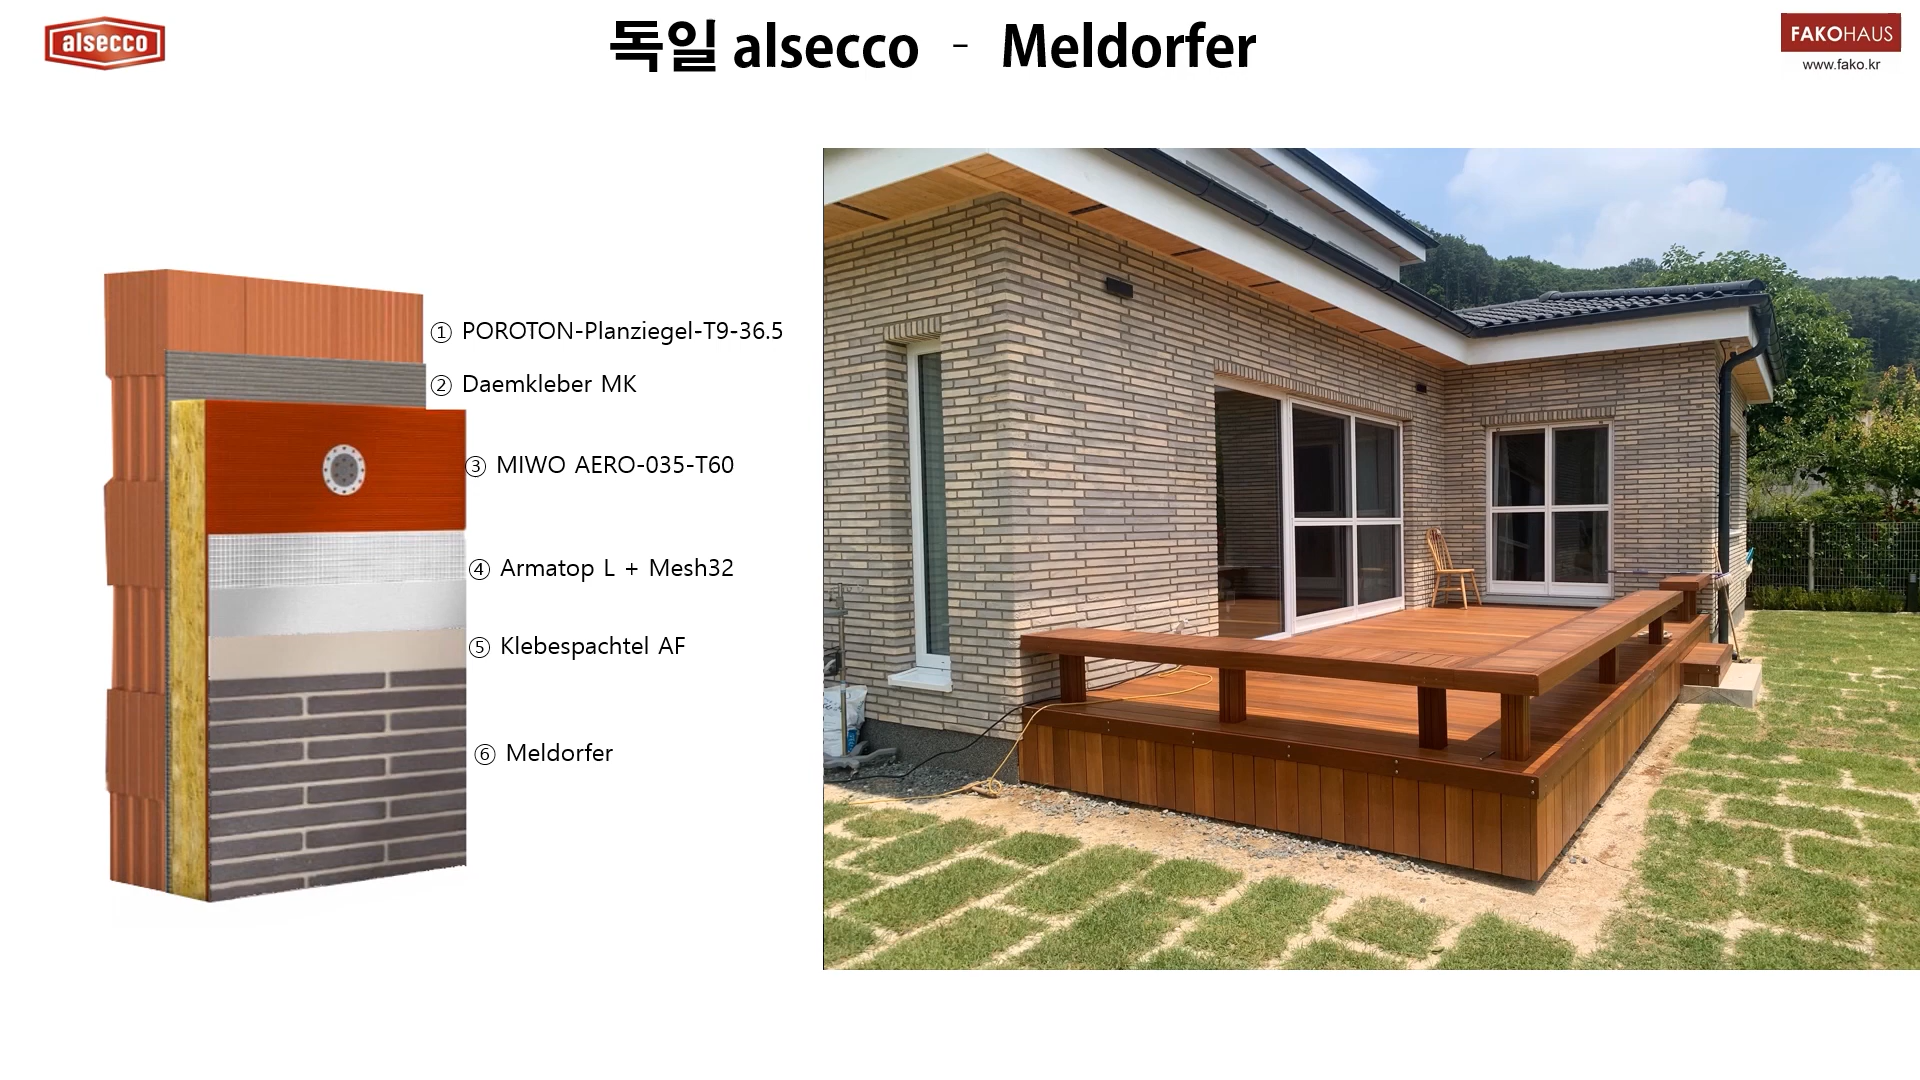 alsecco
독일 alsecco - Meldorfer
FAKOHAUS
www.fako.kr
① POROTON-Planziegel-T9-36.5
② Daemkleber MK
③ MIWO AERO-035-T60
④ Armatop L + Mesh32
⑤ Klebespachtel AF
⑥ Meldorfer